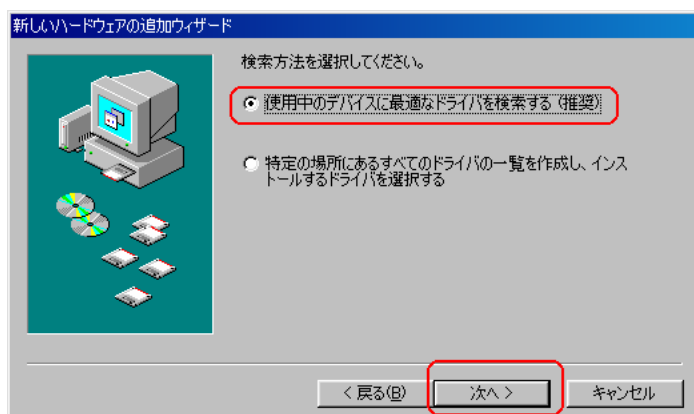 新しいハードウェアの追加ウィザード
検索方法を選択してください。
使用中のデバイスに最適なドライバを検索する (推奨)
特定の場所にあるすべてのドライバの一覧を作成し、インス
トールするドライバを選択する
< 戻る(B)
次へ >
キャンセル